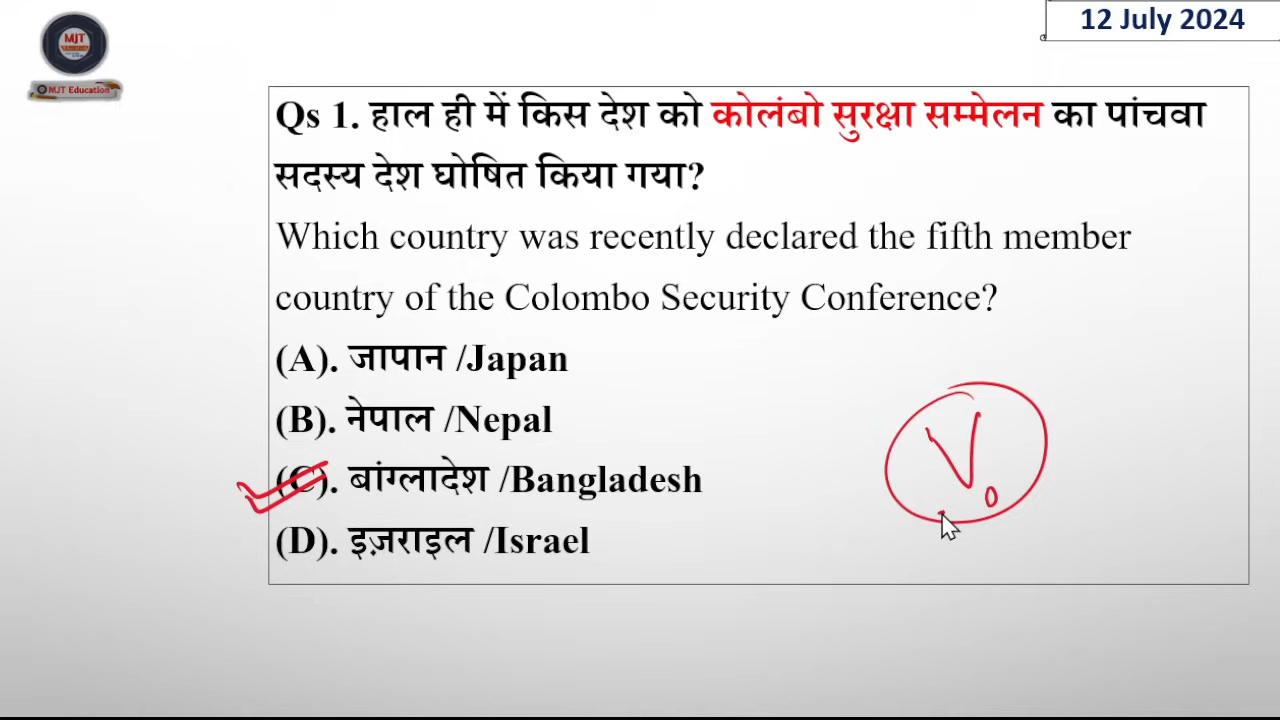 12 July 2024
MJT
MJT Education
Qs 1. हाल ही में किस देश को कोलंबो सुरक्षा सम्मेलन का पांचवा
सदस्य देश घोषित किया गया?
Which country was recently declared the fifth member
country of the Colombo Security Conference?
(A). जापान /Japan
(B). नेपाल /Nepal
(C). बांग्लादेश /Bangladesh
(D). इज़राइल /Israel
V